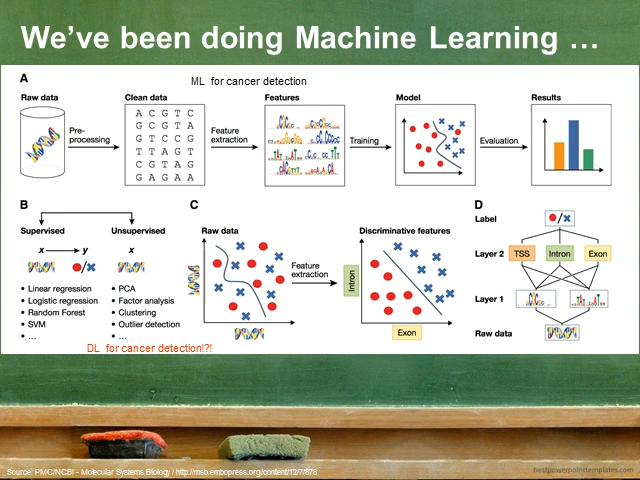 We've been doing Machine Learning …
A
ML for cancer detection
Raw data
Clean data
Features
Model
Results
Pre-
processing
A C G T C
G C G T A
G T C C G
T T A G T
C G T A G
G A G A A
Feature
extraction
Training
Evaluation
B
Supervised
Unsupervised
x
y
x
Linear regression
Logistic regression
Random Forest
SVM
…
PCA
Factor analysis
Clustering
Outlier detection
…
DL for cancer detection!?!
C
Raw data
Discriminative features
Feature
extraction
Intron
Exon
D
Label
Layer 2
TSS
Intron
Exon
Layer 1
Raw data
Source: PMC/NCBI - Molecular Systems Biology / http://msb.embopress.org/content/12/7/878
bestpowerpointtemplates.com